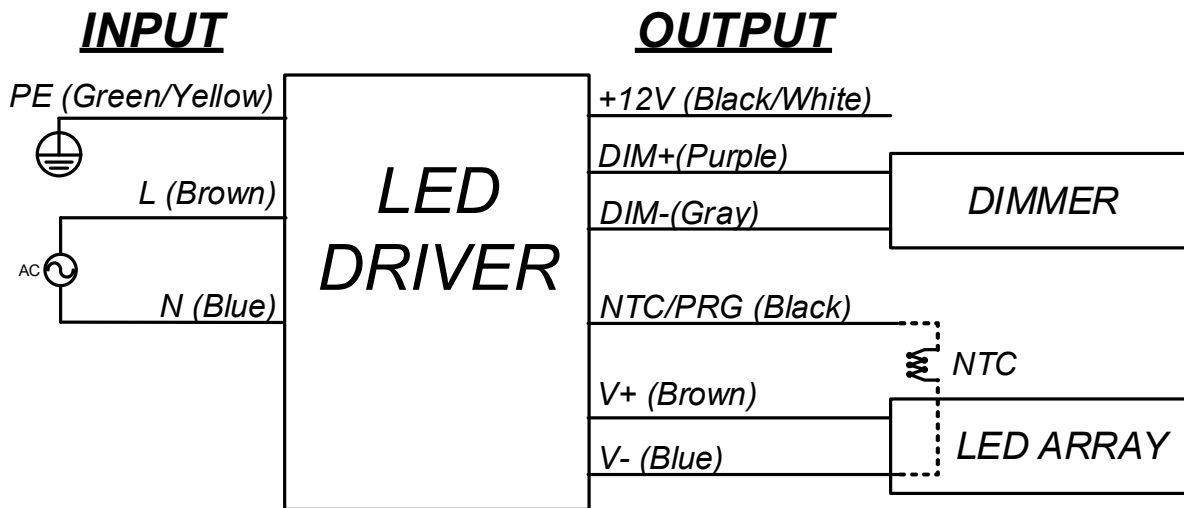 INPUT
OUTPUT
PE (Green/Yellow)
L (Brown)
AC
N (Blue)
LED
DRIVER
+12V (Black/White)
DIM+(Purple)
DIM-(Gray)
DIMMER
NTC/PRG (Black)
NTC
V+ (Brown)
V- (Blue)
LED ARRAY